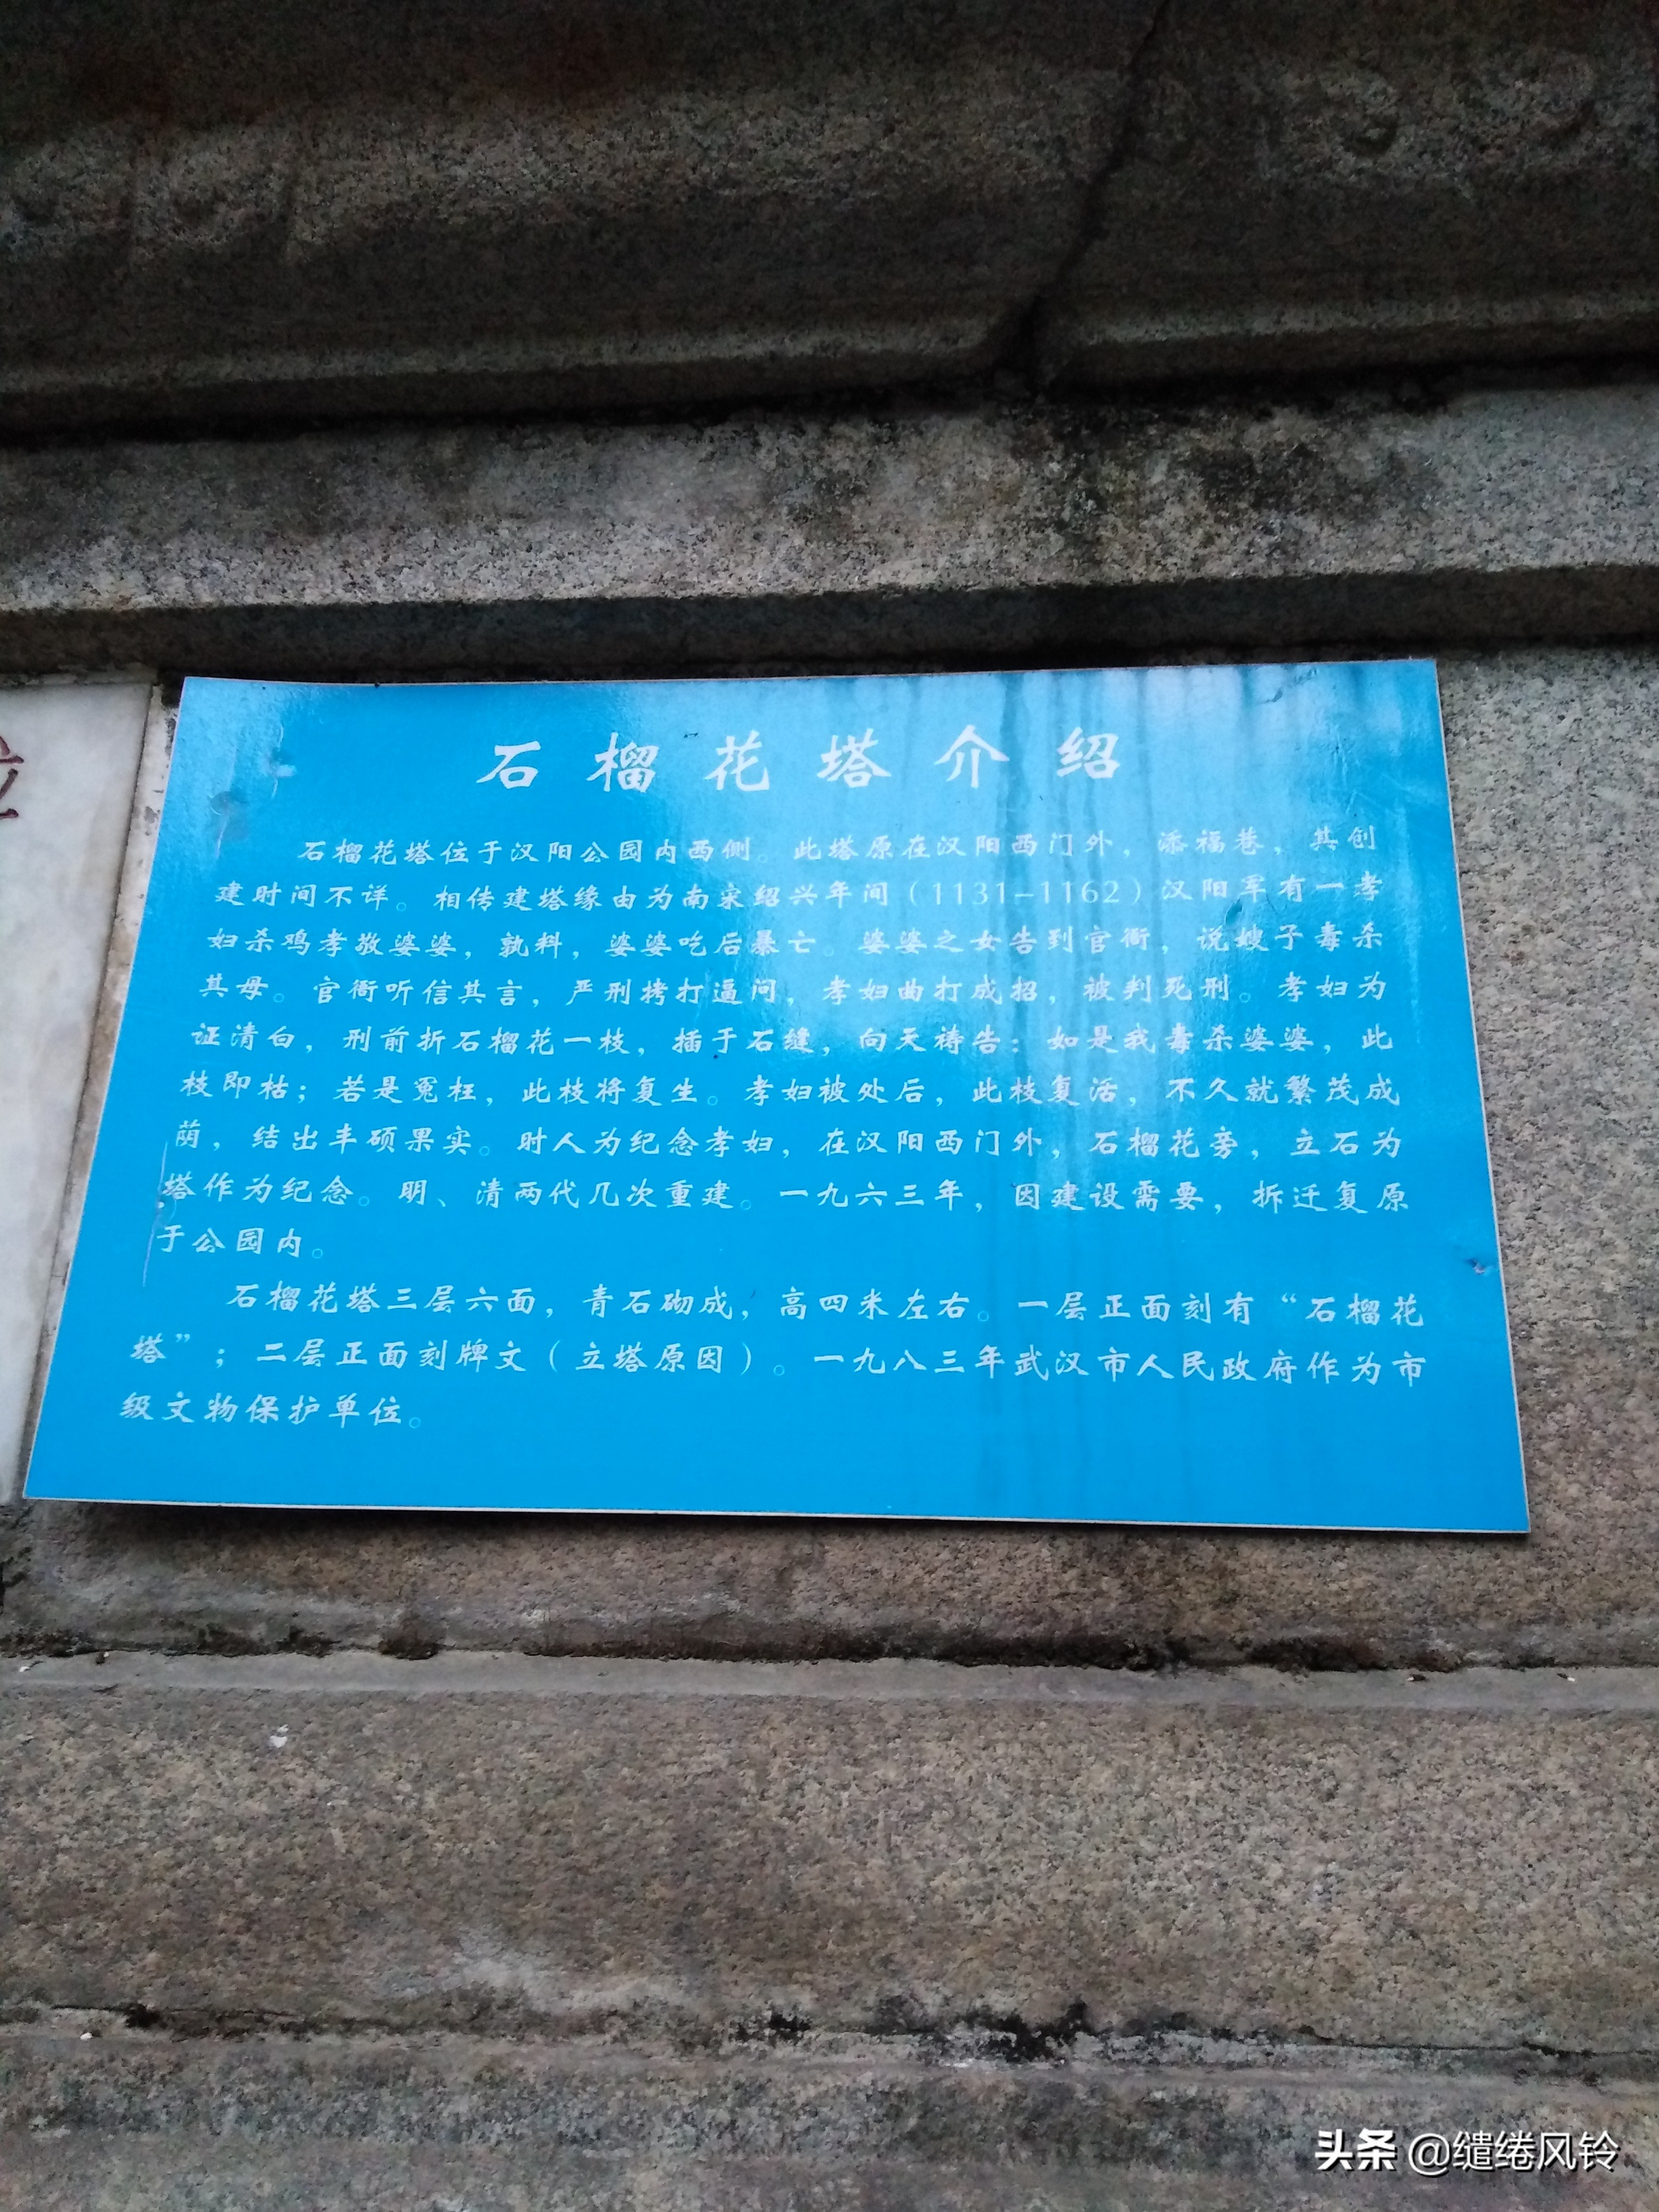 石榴花塔介绍
石榴花塔位于汉阳公园内西侧。此塔原在汉阳西门外，添福巷，其创
建时间不详。相传建塔缘由为南宋绍兴年间（1131-1162）汉阳军有一孝
妇杀鸡孝敬婆婆，孰料，婆婆吃后暴亡。婆婆之女告到官衙，说嫂子毒杀
其母。官衙听信其言，严刑拷打逼问，孝妇曲打成招，被判死刑。孝妇为
证清白，刑前折石榴花一枝，插于石缝，向天祷告：如是我毒杀婆婆，此
枝即枯；若是冤枉，此枝将复生。孝妇被处后，此枝复活，不久就繁茂成
荫，结出丰硕果实。时人为纪念孝妇，在汉阳西门外，石榴花旁，立石为
塔作为纪念。明、清两代几次重建。一九六三年，因建设需要，拆迁复原
于公园内。
石榴花塔三层六面，青石砌成，高四米左右。一层正面刻有“石榴花
塔”；二层正面刻牌文（立塔原因）。一九八三年武汉市人民政府作为市
级文物保护单位。
头条 @缱绻风铃